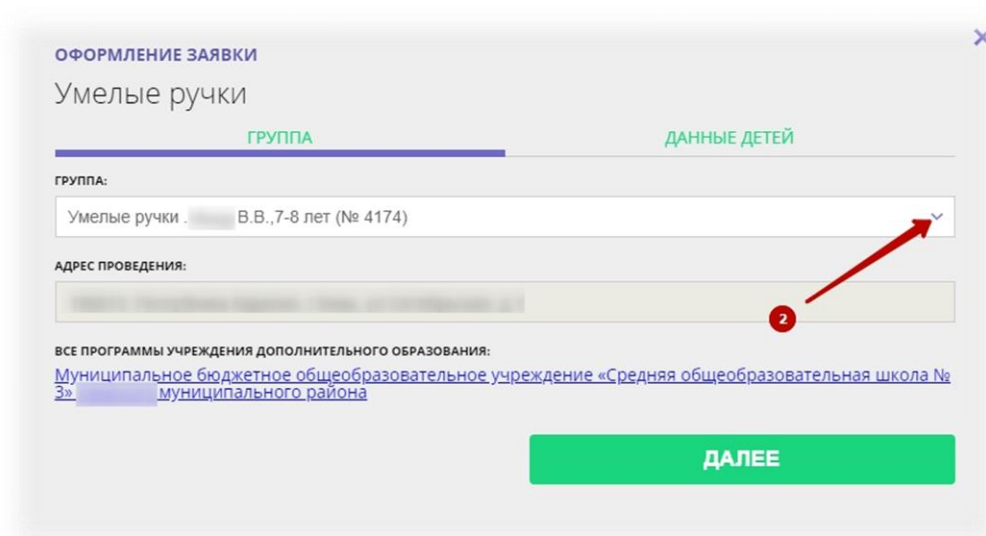 ОФОРМЛЕНИЕ ЗАЯВКИ
Умелые ручки
ГРУППА ДАННЫЕ ДЕТЕЙ
ГРУППА:
Умелые ручки . В.В.,7-8 лет (№ 4174)
АДРЕС ПРОВЕДЕНИЯ:
2
ВСЕ ПРОГРАММЫ УЧРЕЖДЕНИЯ ДОПОЛНИТЕЛЬНОГО ОБРАЗОВАНИЯ:
Муниципальное бюджетное общеобразовательное учреждение «Средняя общеобразовательная школа №
3» муниципального района
ДАЛЕЕ